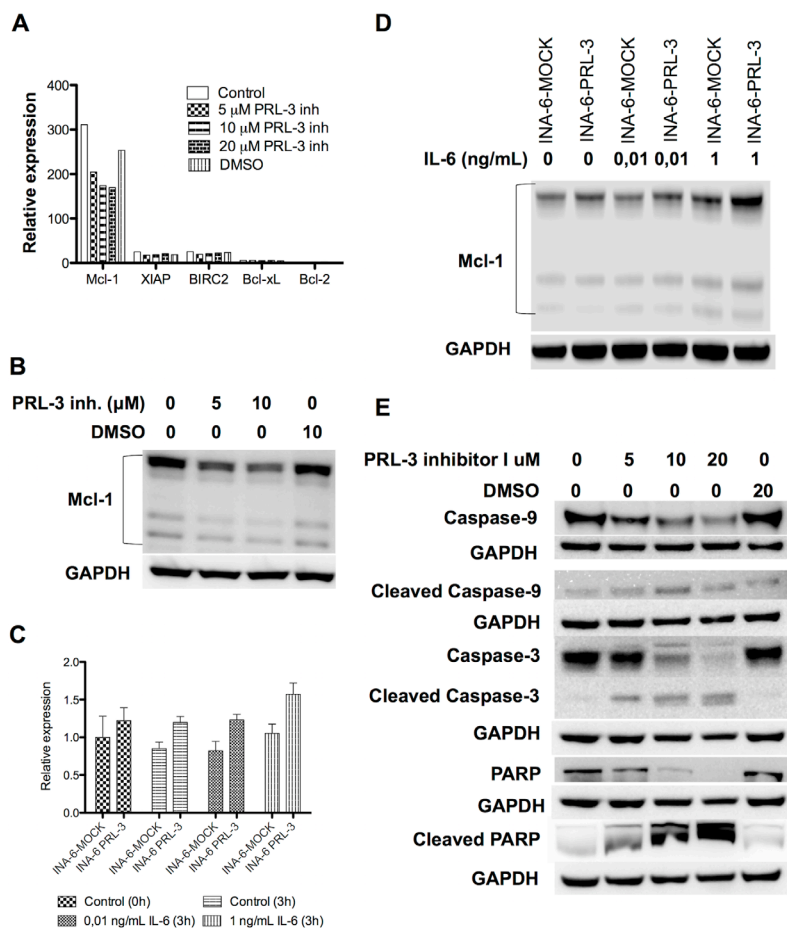 A
Relative expression
400
300
200
100
0
Control
5 μM PRL-3 inh
10 μM PRL-3 inh
20 μM PRL-3 inh
DMSO
Mcl-1 XIAP BIRC2 Bcl-xL Bcl-2
B
PRL-3 inh. (μM) 0 5 10 0
DMSO 0 0 0 10
Mcl-1
GAPDH
C
Relative expression
2.0
1.5
1.0
0.5
0.0
INA-6-MOCK INA-6 PRL-3 INA-6-MOCK INA-6 PRL-3 INA-6-MOCK INA-6 PRL-3 INA-6-MOCK INA-6 PRL-3
Control (0h) Control (3h)
0,01 ng/mL IL-6 (3h) 1 ng/mL IL-6 (3h)
D
INA-6-MOCK INA-6-PRL-3 INA-6-MOCK INA-6-PRL-3 INA-6-MOCK INA-6-PRL-3
IL-6 (ng/mL) 0 0 0,01 0,01 1 1
Mcl-1
GAPDH
E
PRL-3 inhibitor I uM 0 5 10 20 0
DMSO 0 0 0 0 20
Caspase-9
GAPDH
Cleaved Caspase-9
GAPDH
Caspase-3
Cleaved Caspase-3
GAPDH
PARP
GAPDH
Cleaved PARP
GAPDH